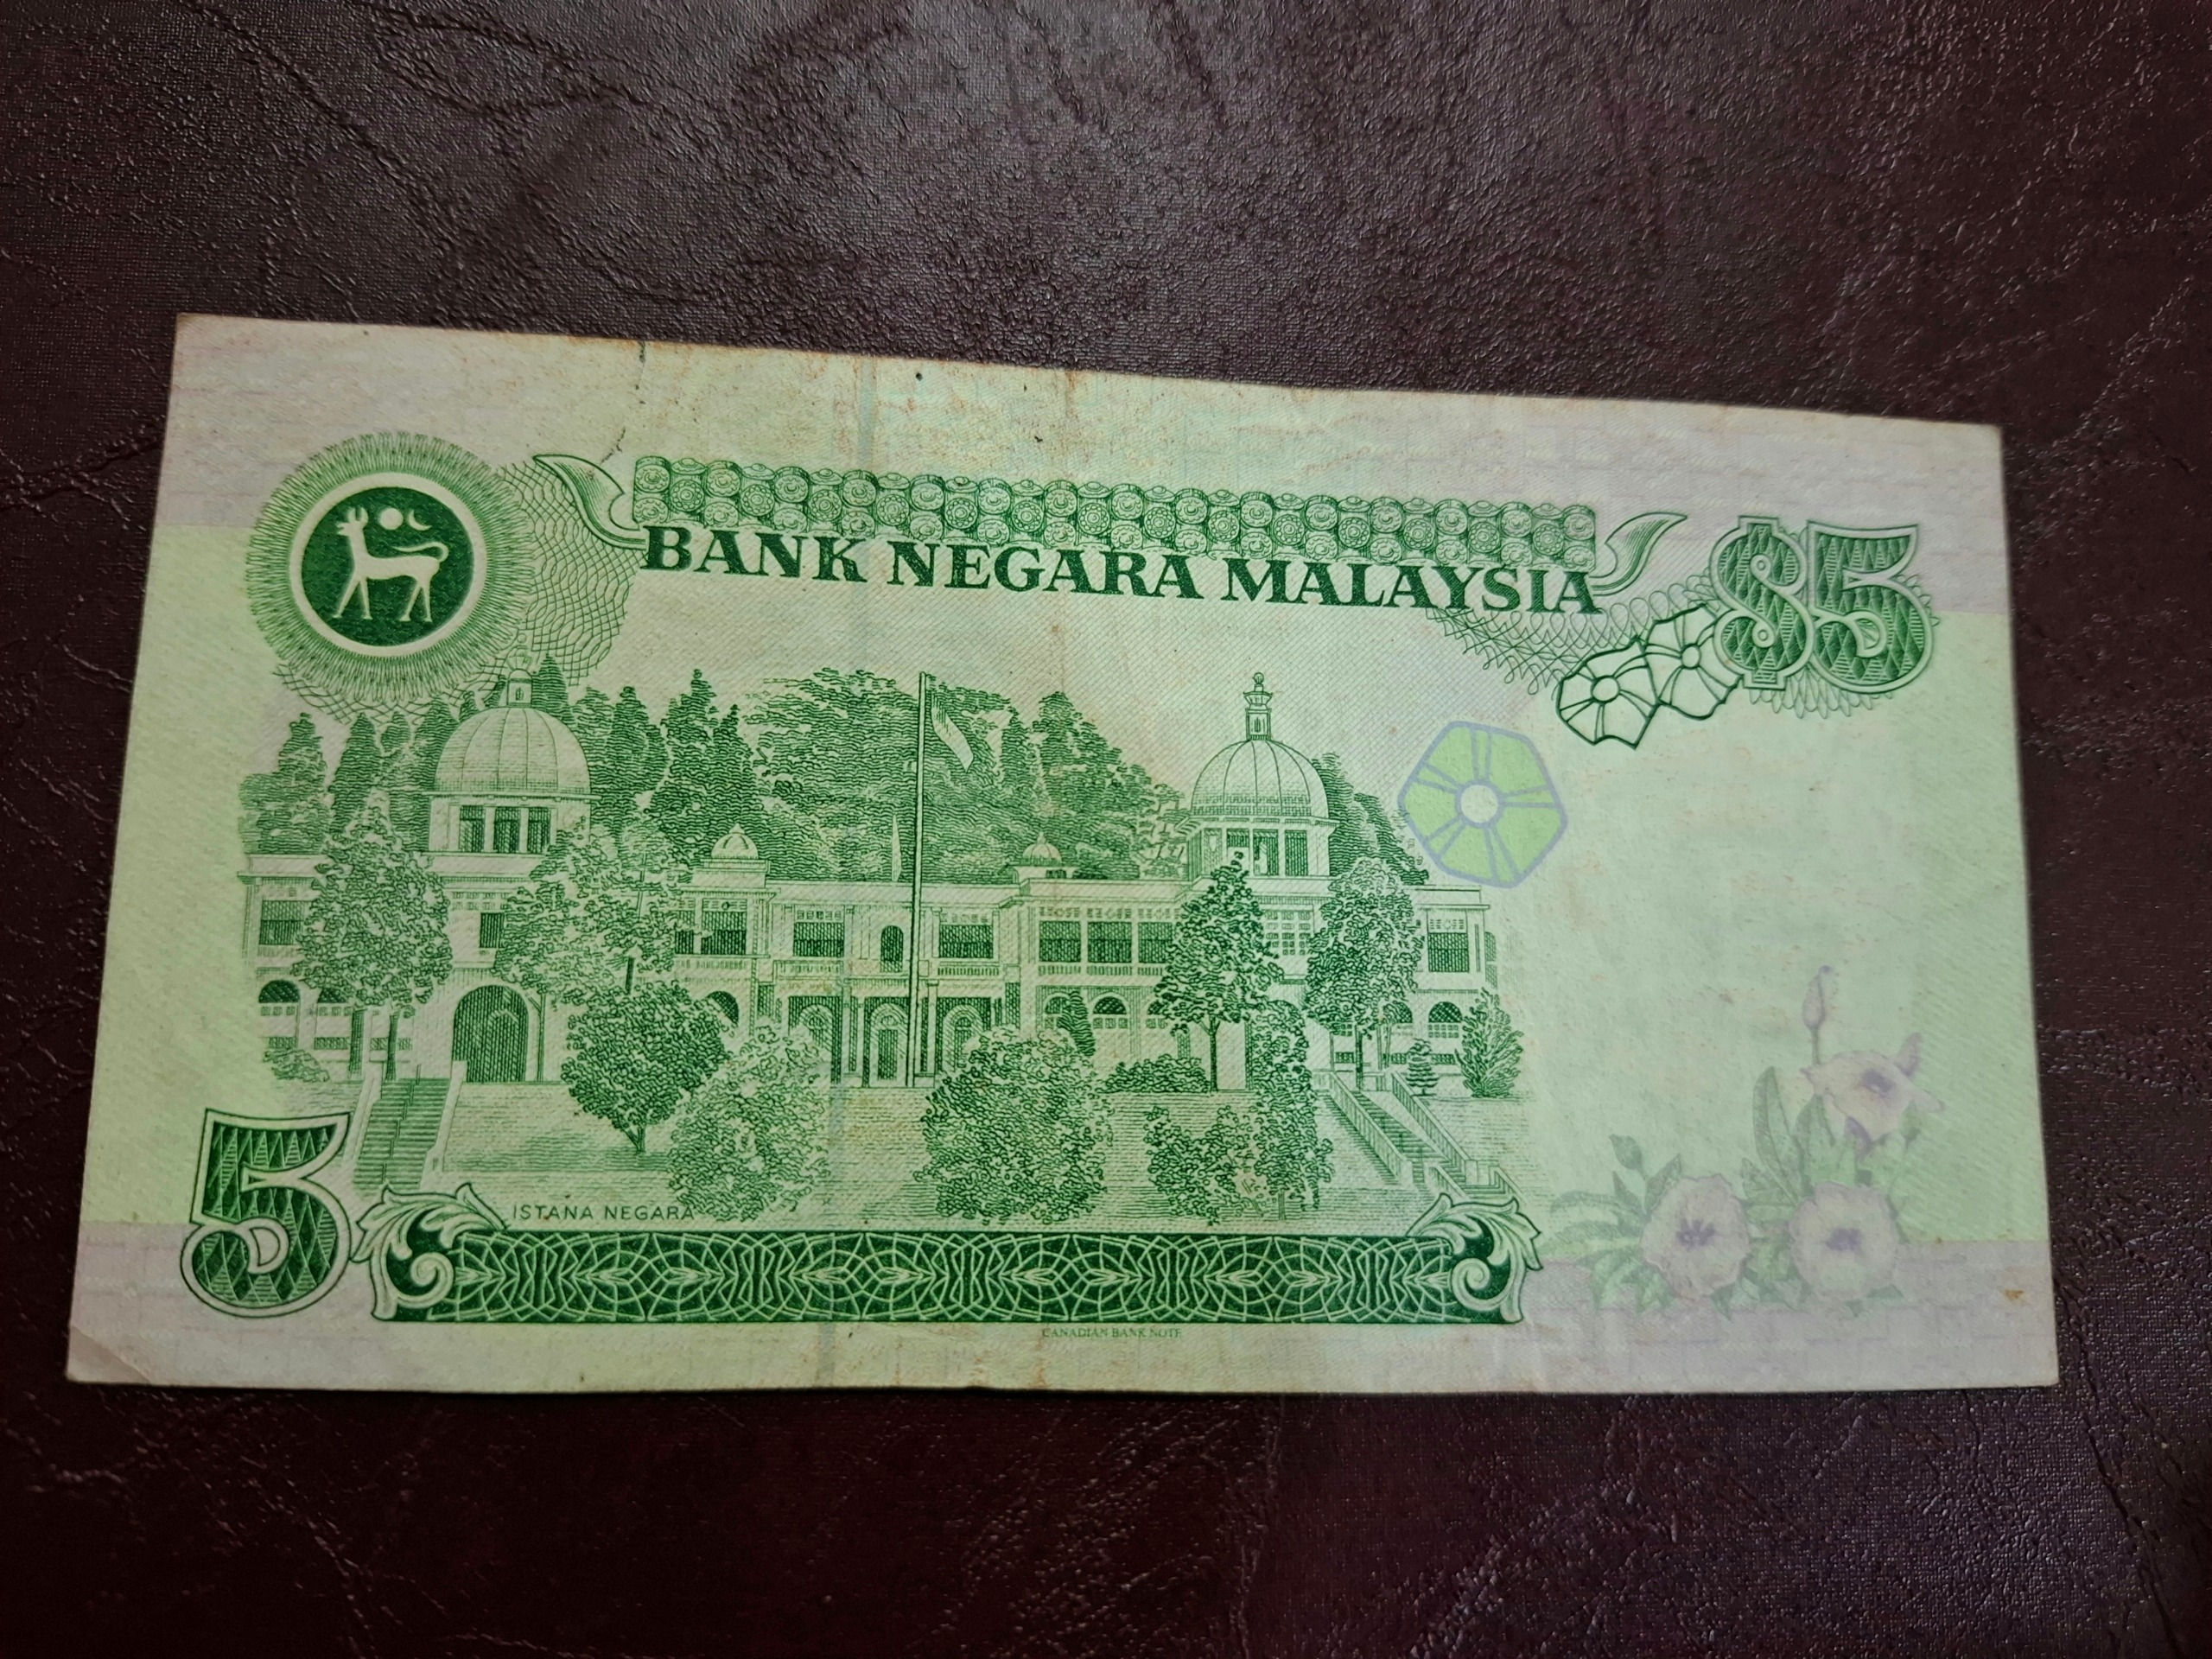 BANK NEGARA MALAYSIA
$5
5
ISTANA NEGARA
CANADIAN BANK NOTE